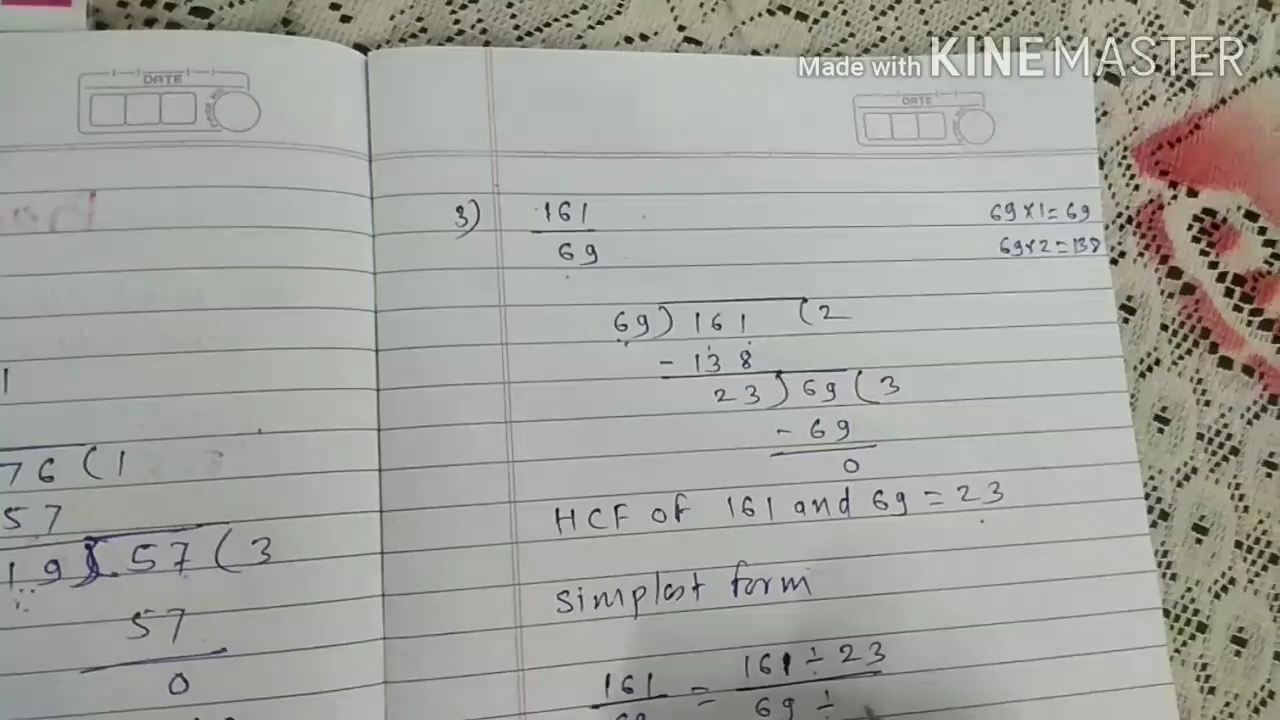 Made with KINEMASTER
DATE
1
76 ( 1
57
19 ) 57 ( 3
57
0
DATE
3) 161
69
69 × 1 = 69
69 × 2 = 138
69 ) 161 ( 2
- 138
23 ) 69 ( 3
- 69
0
HCF of 161 and 69 = 23
Simplest form
161 = 161 ÷ 23
69 ÷